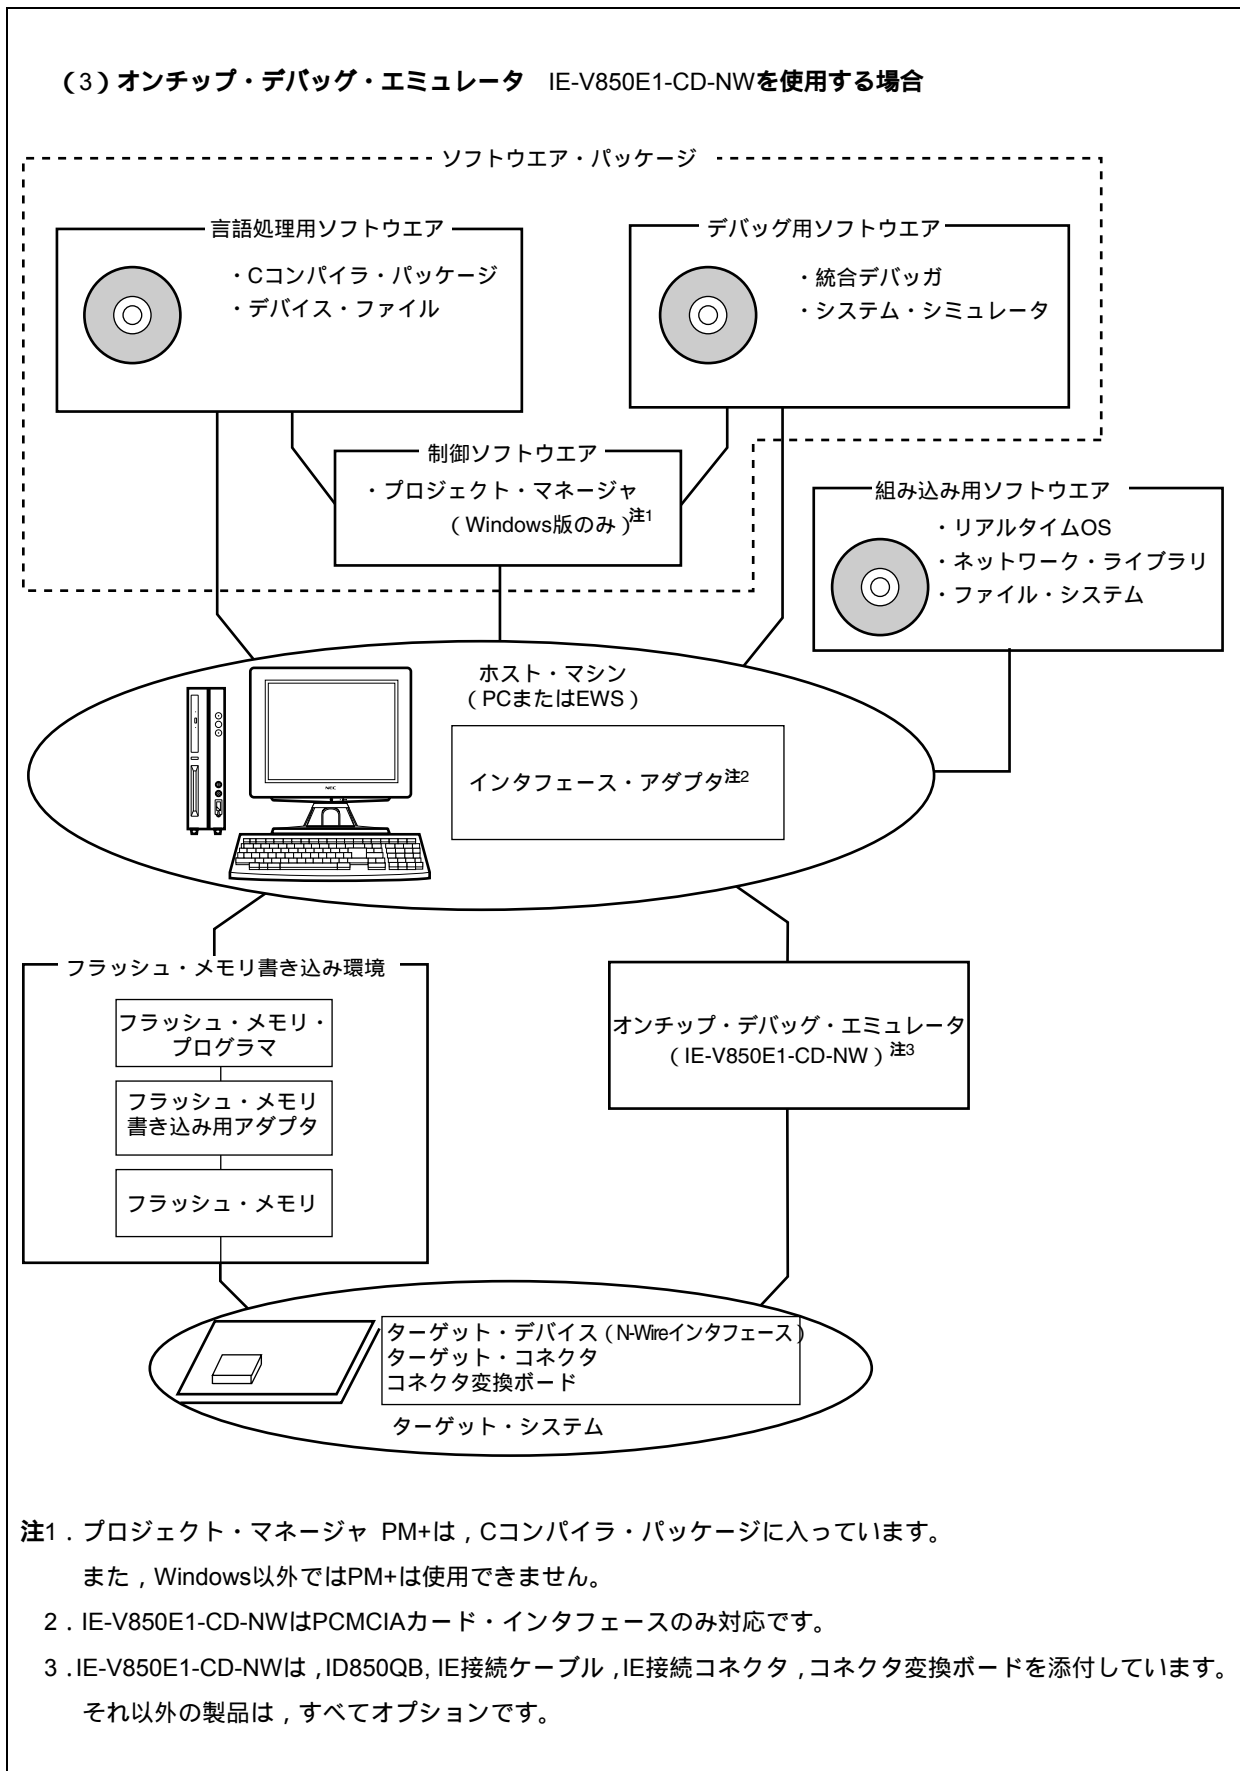 （3）オンチップ・デバッグ・エミュレータ　IE-V850E1-CD-NWを使用する場合
ソフトウエア・パッケージ
言語処理用ソフトウエア
・Cコンパイラ・パッケージ
・デバイス・ファイル
デバッグ用ソフトウエア
・統合デバッガ
・システム・シミュレータ
制御ソフトウエア
・プロジェクト・マネージャ
（Windows版のみ）注1
組み込み用ソフトウエア
・リアルタイムOS
・ネットワーク・ライブラリ
・ファイル・システム
ホスト・マシン
（PCまたはEWS）
インタフェース・アダプタ注2
NEC
フラッシュ・メモリ書き込み環境
フラッシュ・メモリ・
プログラマ
フラッシュ・メモリ
書き込み用アダプタ
フラッシュ・メモリ
オンチップ・デバッグ・エミュレータ
（IE-V850E1-CD-NW）注3
ターゲット・デバイス（N-Wireインタフェース）
ターゲット・コネクタ
コネクタ変換ボード
ターゲット・システム
注1．プロジェクト・マネージャ PM+は，Cコンパイラ・パッケージに入っています。
また，Windows以外ではPM+は使用できません。
2．IE-V850E1-CD-NWはPCMCIAカード・インタフェースのみ対応です。
3．IE-V850E1-CD-NWは，ID850QB, IE接続ケーブル，IE接続コネクタ，コネクタ変換ボードを添付しています。
それ以外の製品は，すべてオプションです。